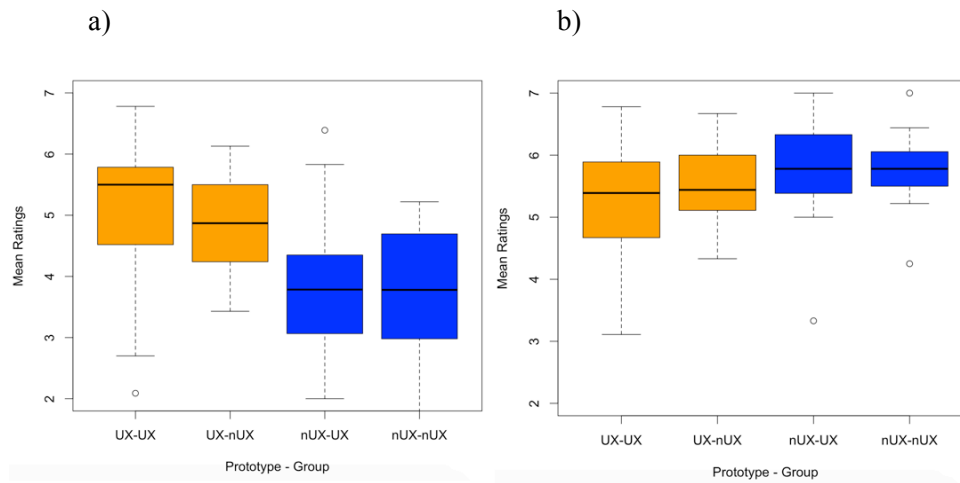 a)
7
6
5
4
3
2
Mean Ratings
UX-UX UX-nUX nUX-UX nUX-nUX
Prototype - Group
b)
7
6
5
4
3
2
Mean Ratings
UX-UX UX-nUX nUX-UX nUX-nUX
Prototype - Group